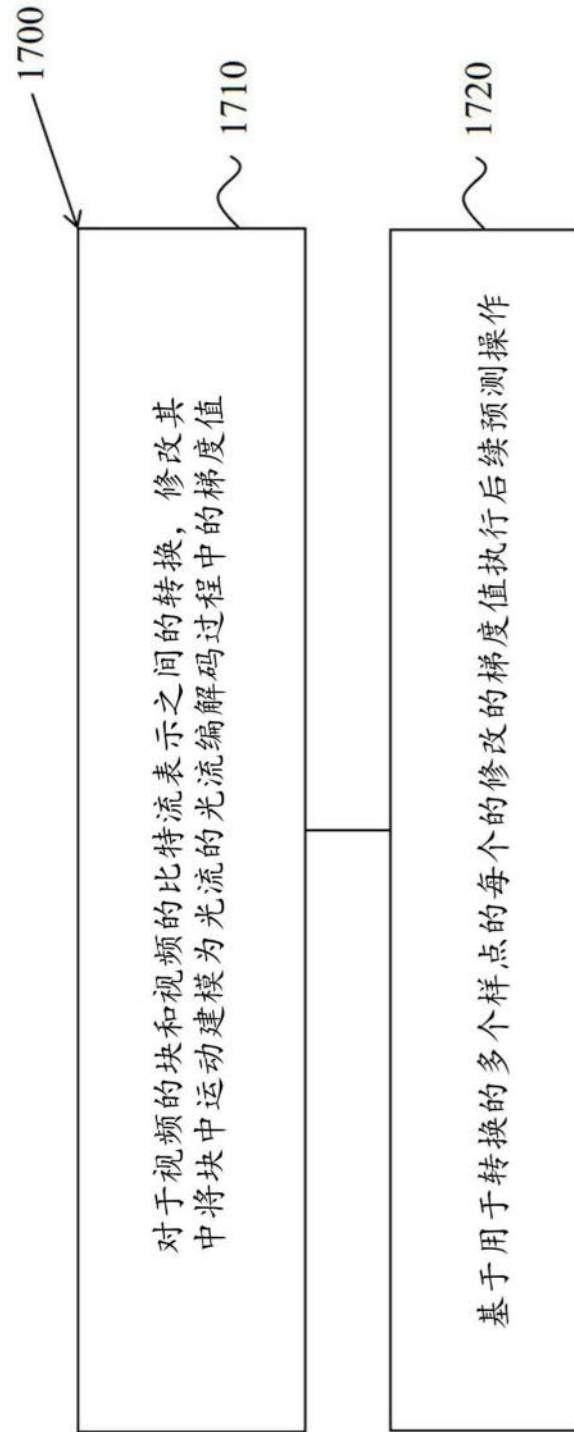 1700
对于视频的块和视频的比特流表示之间的转换，修改其
中将块中运动建模为光流的光流编解码过程中的梯度值
1710
基于用于转换的多个样点的每个的修改的梯度值执行后续预测操作
1720